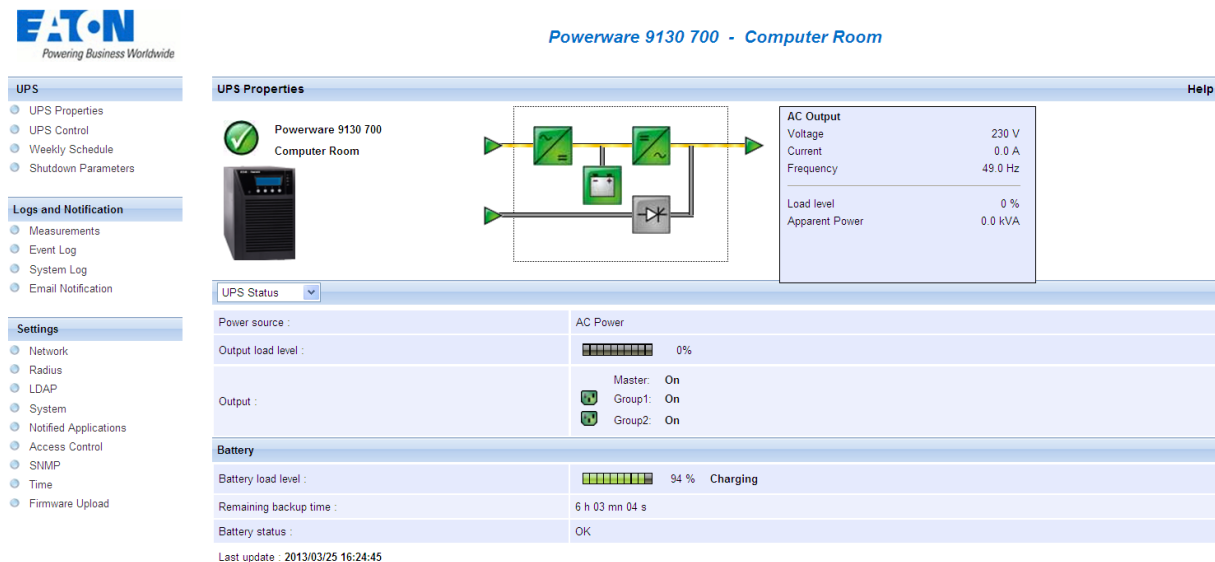 EATON
Powering Business Worldwide
Powerware 9130 700 - Computer Room
UPS
UPS Properties
UPS Control
Weekly Schedule
Shutdown Parameters
Logs and Notification
Measurements
Event Log
System Log
Email Notification
Settings
Network
Radius
LDAP
System
Notified Applications
Access Control
SNMP
Time
Firmware Upload
UPS Properties Help
Powerware 9130 700
Computer Room
AC Output
Voltage 230 V
Current 0.0 A
Frequency 49.0 Hz
Load level 0 %
Apparent Power 0.0 kVA
UPS Status
Power source : AC Power
Output load level : 0%
Output :
Master: On
Group1: On
Group2: On
Battery
Battery load level : 94 % Charging
Remaining backup time : 6 h 03 mn 04 s
Battery status : OK
Last update : 2013/03/25 16:24:45